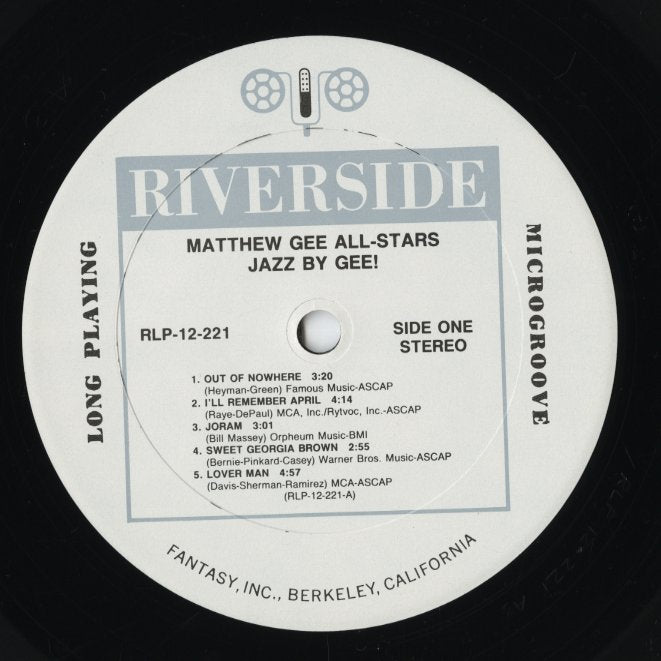 RIVERSIDE
MATTHEW GEE ALL-STARS
JAZZ BY GEE!
LONG PLAYING
MICROGROOVE
RLP-12-221
SIDE ONE
STEREO
1. OUT OF NOWHERE 3:20
(Heyman-Green) Famous Music-ASCAP
2. I'LL REMEMBER APRIL 4:14
(Raye-DePaul) MCA, Inc./Rytvoc, Inc.-ASCAP
3. JORAM 3:01
(Bill Massey) Orpheum Music-BMI
4. SWEET GEORGIA BROWN 2:55
(Bernie-Pinkard-Casey) Warner Bros. Music-ASCAP
5. LOVER MAN 4:57
(Davis-Sherman-Ramirez) MCA-ASCAP
(RLP-12-221-A)
FANTASY, INC., BERKELEY, CALIFORNIA